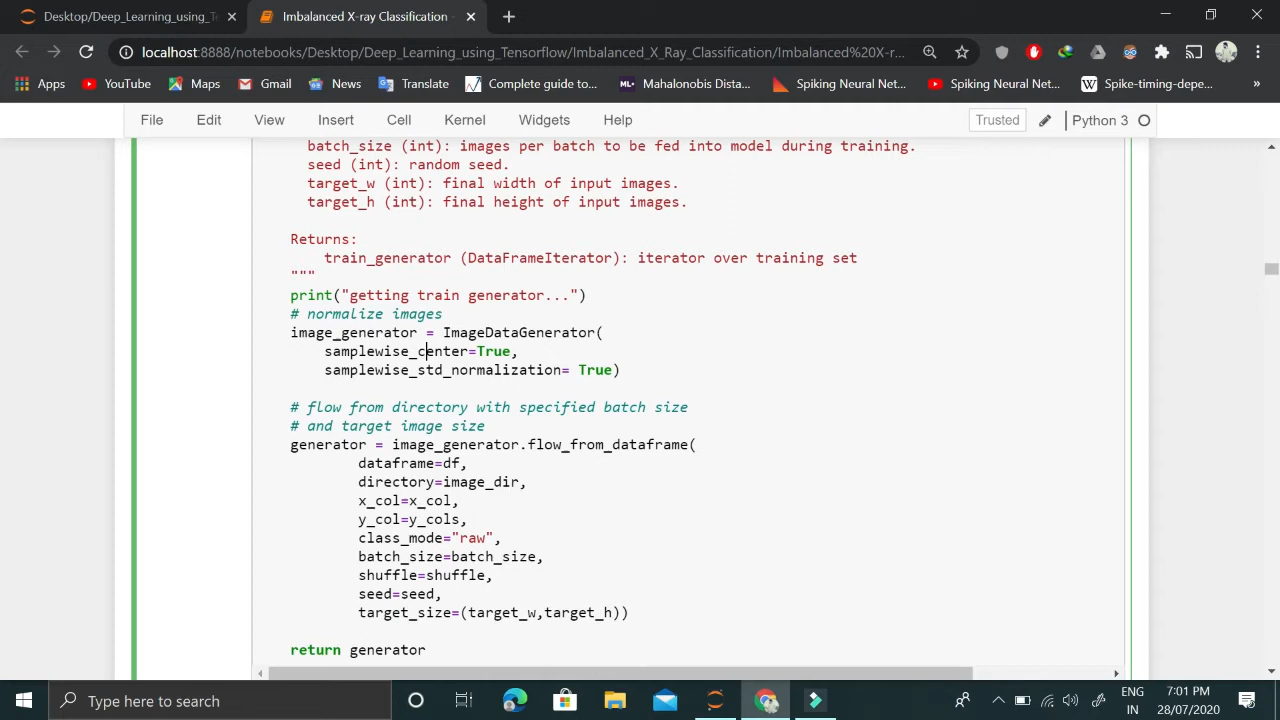 Desktop/Deep_Learning_using_Te
Imbalanced X-ray Classification
localhost:8888/notebooks/Desktop/Deep_Learning_using_Tensorflow/Imbalanced_X_Ray_Classification/Imbalanced%20X-r...
Apps YouTube Maps Gmail News Translate Complete guide to... ML+ Mahalonobis Dista... Spiking Neural Net... Spiking Neural Net... W Spike-timing-depe... »
File Edit View Insert Cell Kernel Widgets Help Trusted Python 3
batch_size (int): images per batch to be fed into model during training.
seed (int): random seed.
target_w (int): final width of input images.
target_h (int): final height of input images.
Returns:
train_generator (DataFrameIterator): iterator over training set
"""
print("getting train generator...")
# normalize images
image_generator = ImageDataGenerator(
samplewise_center=True,
samplewise_std_normalization= True)
# flow from directory with specified batch size
# and target image size
generator = image_generator.flow_from_dataframe(
dataframe=df,
directory=image_dir,
x_col=x_col,
y_col=y_cols,
class_mode="raw",
batch_size=batch_size,
shuffle=shuffle,
seed=seed,
target_size=(target_w,target_h))
return generator
Type here to search
ENG
IN
7:01 PM
28/07/2020